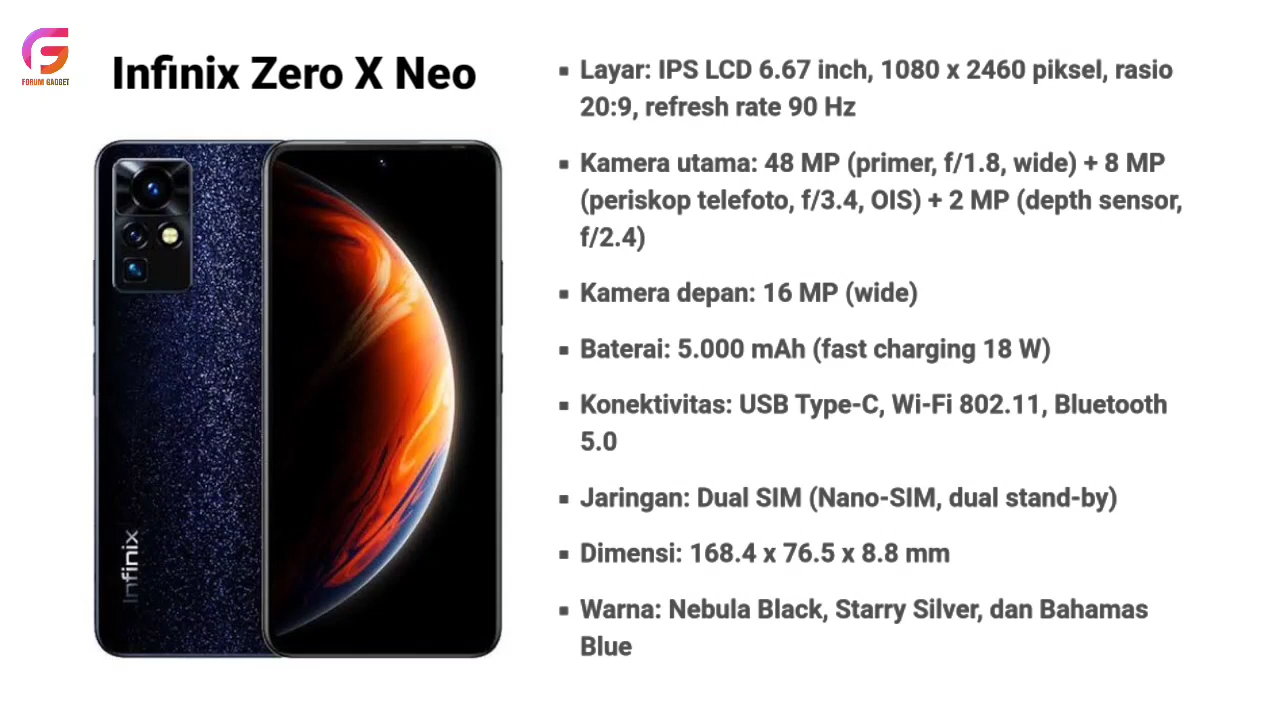 FORUM GADGET
Infinix Zero X Neo
Infinix
▪ Layar: IPS LCD 6.67 inch, 1080 x 2460 piksel, rasio
20:9, refresh rate 90 Hz
▪ Kamera utama: 48 MP (primer, f/1.8, wide) + 8 MP
(periskop telefoto, f/3.4, OIS) + 2 MP (depth sensor,
f/2.4)
▪ Kamera depan: 16 MP (wide)
▪ Baterai: 5.000 mAh (fast charging 18 W)
▪ Konektivitas: USB Type-C, Wi-Fi 802.11, Bluetooth
5.0
▪ Jaringan: Dual SIM (Nano-SIM, dual stand-by)
▪ Dimensi: 168.4 x 76.5 x 8.8 mm
▪ Warna: Nebula Black, Starry Silver, dan Bahamas
Blue